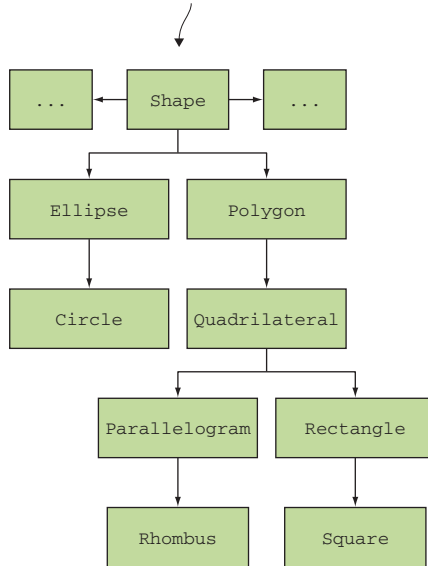 ...
Shape
...
Ellipse
Polygon
Circle
Quadrilateral
Parallelogram
Rectangle
Rhombus
Square